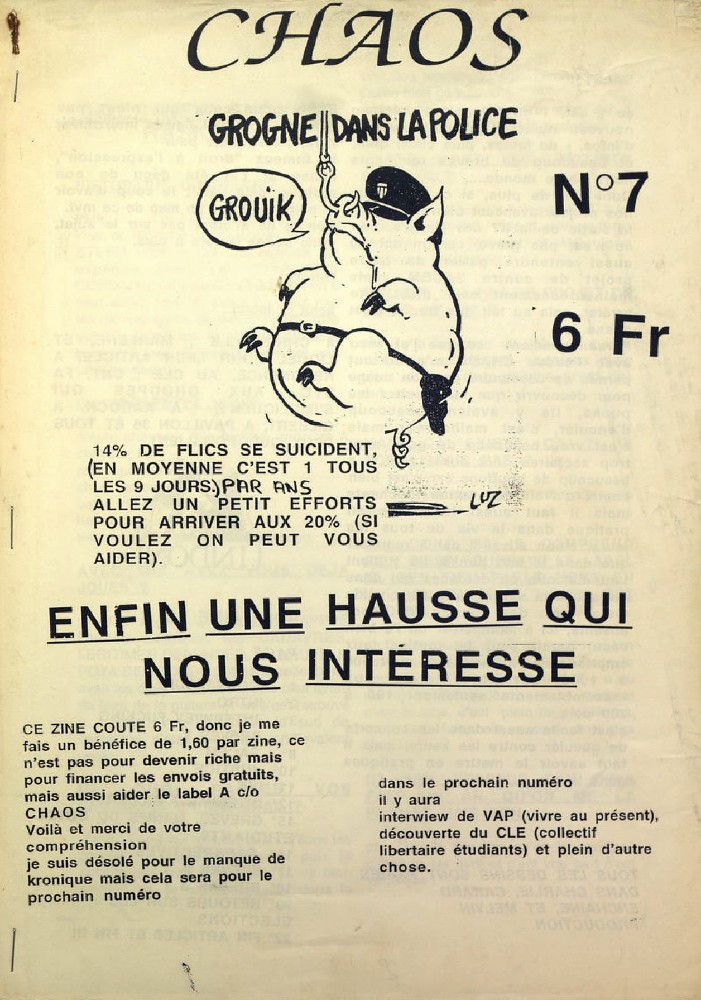 CHAOS
GROGNE DANS LA POLICE
GROUIK
N°7
6 Fr
14% DE FLICS SE SUICIDENT,
(EN MOYENNE C'EST 1 TOUS
LES 9 JOURS.) PAR ANS
ALLEZ UN PETIT EFFORTS
POUR ARRIVER AUX 20% (SI
VOULEZ ON PEUT VOUS
AIDER).
LUZ
ENFIN UNE HAUSSE QUI
NOUS INTÉRESSE
CE ZINE COUTE 6 Fr, donc je me
fais un bénéfice de 1,60 par zine, ce
n'est pas pour devenir riche mais
pour financer les envois gratuits,
mais aussi aider le label A c/o
CHAOS
Voilà et merci de votre
compréhension
je suis désolé pour le manque de
kronique mais cela sera pour le
prochain numéro
dans le prochain numéro
il y aura
interwiew de VAP (vivre au présent),
découverte du CLE (collectif
libertaire étudiants) et plein d'autre
chose.